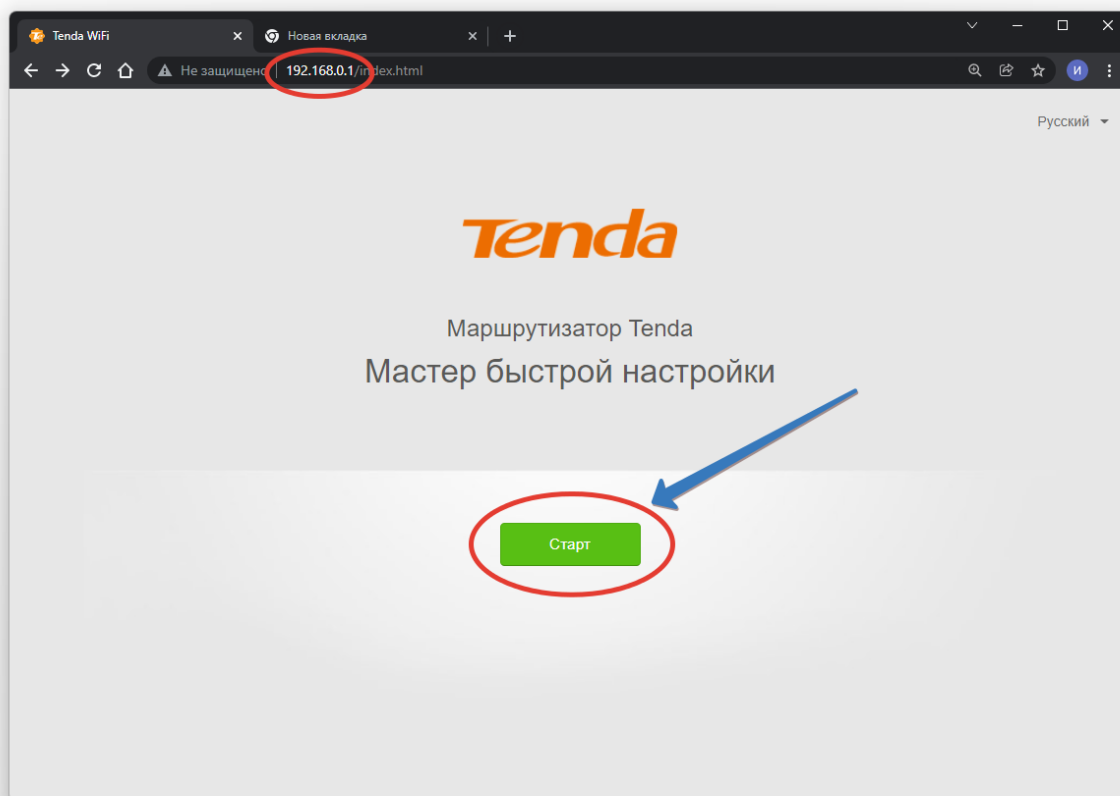 Tenda WiFi
Новая вкладка
Не защищено 192.168.0.1/index.html
И
Русский
Tenda
Маршрутизатор Tenda
Мастер быстрой настройки
Старт